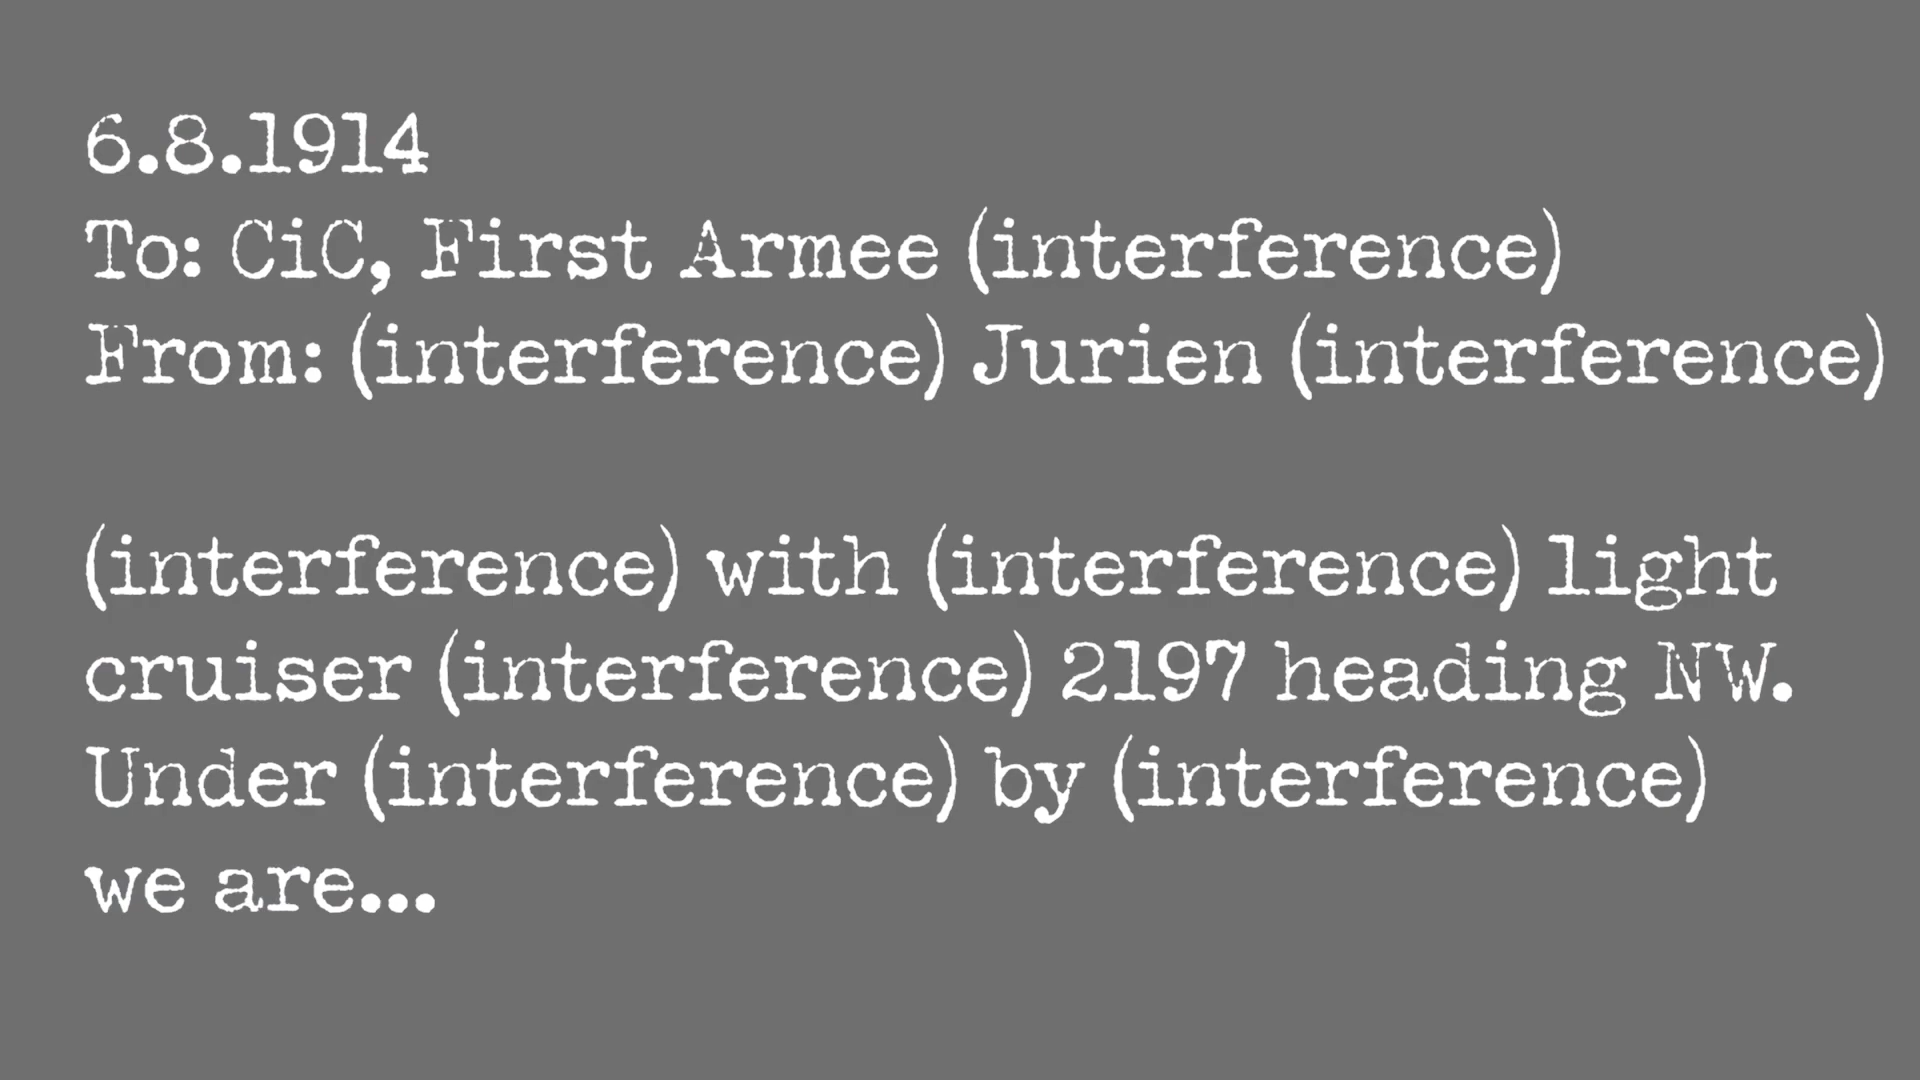 6.8.1914
To: CiC, First Armee (interference)
From: (interference) Jurien (interference)
(interference) with (interference) light
cruiser (interference) 2197 heading NW.
Under (interference) by (interference)
we are...